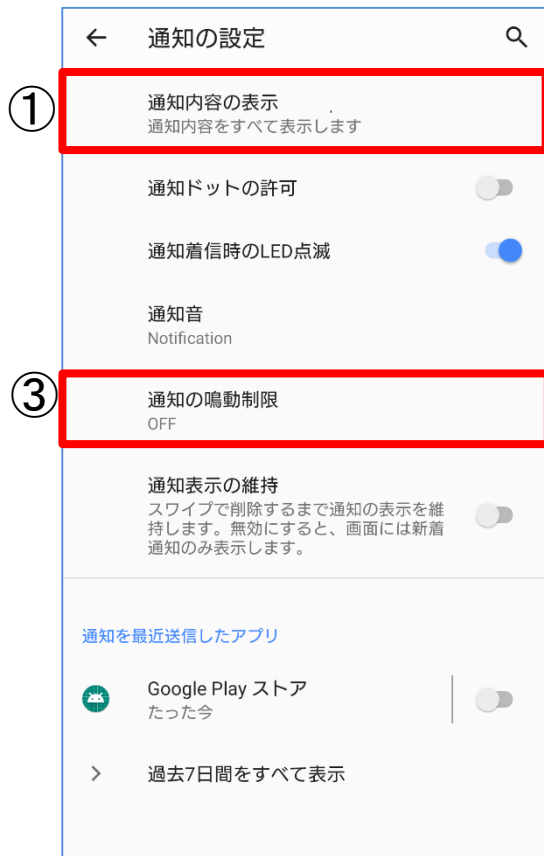 通知の設定
①
通知内容の表示
通知内容をすべて表示します
通知ドットの許可
通知着信時のLED点滅
通知音
Notification
③
通知の鳴動制限
OFF
通知表示の維持
スワイプで削除するまで通知の表示を維
持します。無効にすると、画面には新着
通知のみ表示します。
通知を最近送信したアプリ
Google Play ストア
たった今
過去7日間をすべて表示